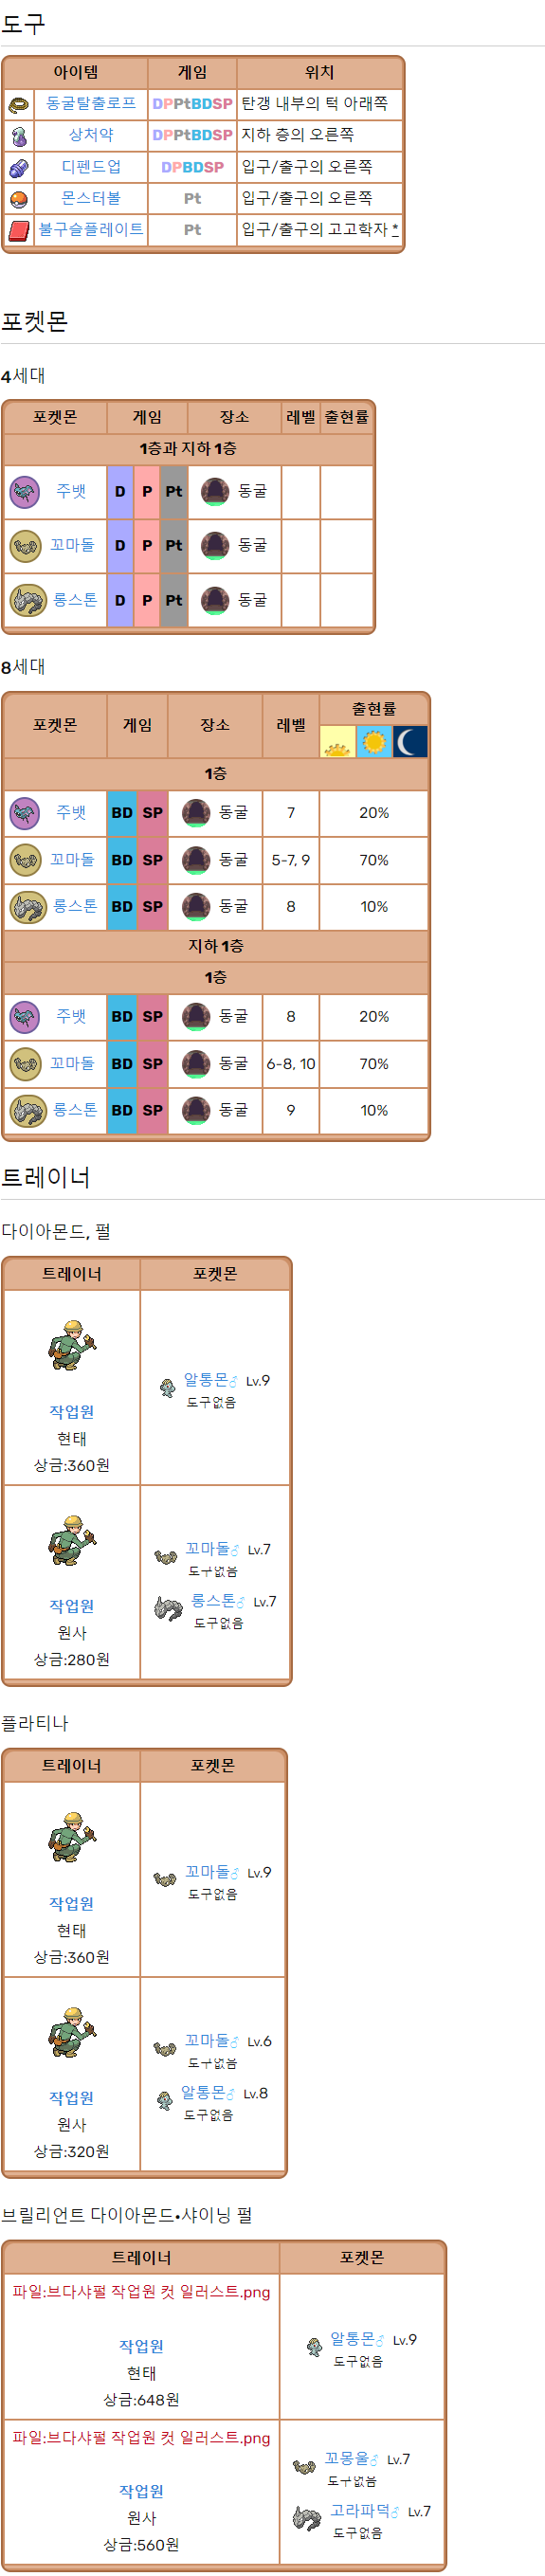 도구
아이템 게임 위치
동굴탈출로프 DPPtBDSP 탄갱 내부의 턱 아래쪽
상처약 DPPtBDSP 지하 층의 오른쪽
디펜드업 DPBDSP 입구/출구의 오른쪽
몬스터볼 Pt 입구/출구의 오른쪽
불구슬플레이트 Pt 입구/출구의 고고학자 *
포켓몬
4세대
포켓몬 게임 장소 레벨 출현률
1층과 지하 1층
주뱃 D P Pt 동굴
꼬마돌 D P Pt 동굴
롱스톤 D P Pt 동굴
8세대
포켓몬 게임 장소 레벨 출현률
1층
주뱃 BD SP 동굴 7 20%
꼬마돌 BD SP 동굴 5-7, 9 70%
롱스톤 BD SP 동굴 8 10%
지하 1층
1층
주뱃 BD SP 동굴 8 20%
꼬마돌 BD SP 동굴 6-8, 10 70%
롱스톤 BD SP 동굴 9 10%
트레이너
다이아몬드, 펄
트레이너 포켓몬
작업원
현태
상금:360원
알통몬♂ Lv.9
도구없음
작업원
원사
상금:280원
꼬마돌♂ Lv.7
도구없음
롱스톤♂ Lv.7
도구없음
플라티나
트레이너 포켓몬
작업원
현태
상금:360원
꼬마돌♂ Lv.9
도구없음
작업원
원사
상금:320원
꼬마돌♂ Lv.6
도구없음
알통몬♂ Lv.8
도구없음
브릴리언트 다이아몬드•샤이닝 펄
트레이너 포켓몬
파일:브다샤펄 작업원 컷 일러스트.png
작업원
현태
상금:648원
알통몬♂ Lv.9
도구없음
파일:브다샤펄 작업원 컷 일러스트.png
작업원
원사
상금:560원
꼬몽울♂ Lv.7
도구없음
고라파덕♂ Lv.7
도구없음